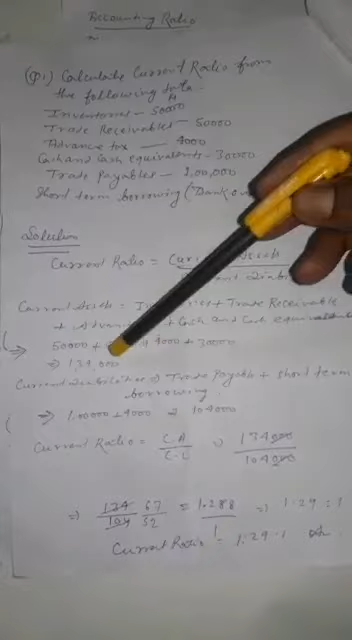 Accounting Ratio
(Q.1) Calculate Current Ratio from
the following data.
Inventories - 50000
Trade Receivables - 50000
Advance tax - 4000
Cash and Cash equivalents - 30000
Trade Payables - 1,00,000
Short term borrowing (Bank
Solution
Current Ratio =
Current Assets = + Trade Receivable
+ + Cash and Cash
⇒ 50000 + 4000 + 30000
⇒ 134,000
Current Liabilities ⇒ Trade Payable + short term
borrowing
⇒ 1,00000 + 4000 ⇒ 104000
Current Ratio = C.A / C.L ⇒ 134000 / 104000
⇒ 134 / 104 67 / 52 = 1.288 / 1 ⇒ 1.29 : 1
Current Ratio = 1.29 : 1